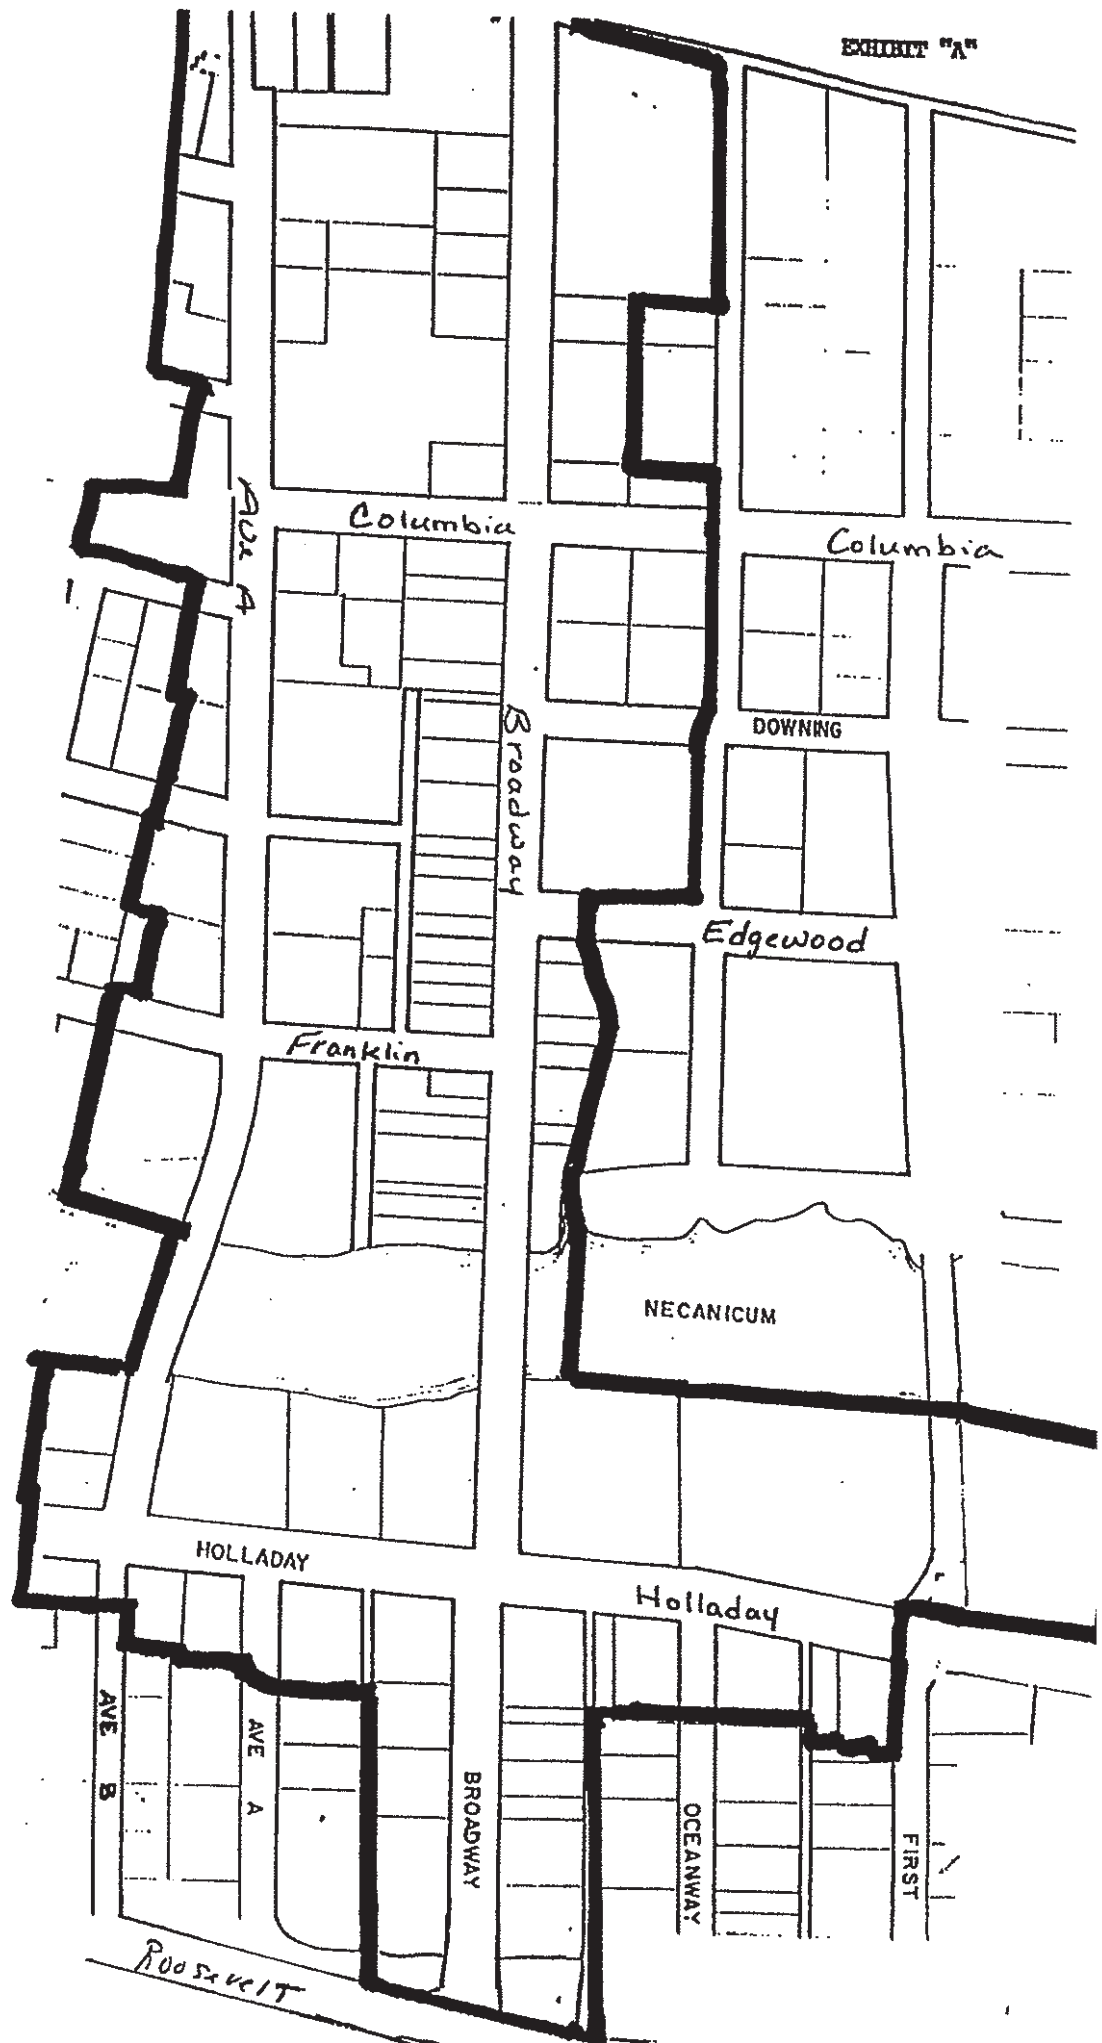 EXHIBIT "A"
Columbia
Ave A
Columbia
Broadway
DOWNING
Edgewood
Franklin
NECANICUM
HOLLADAY
Holladay
AVE B
AVE A
BROADWAY
OCEANWAY
FIRST
Roosevelt